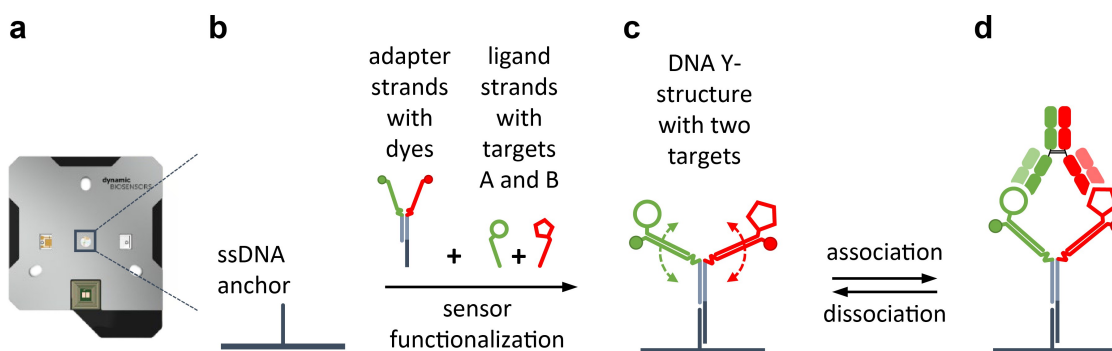 a
b
c
d
adapter
strands
with
dyes
ligand
strands
with
targets
A and B
DNA Y-
structure
with two
targets
dynamic
BIOSENSORS
ssDNA
anchor
+
+
sensor
functionalization
association
dissociation